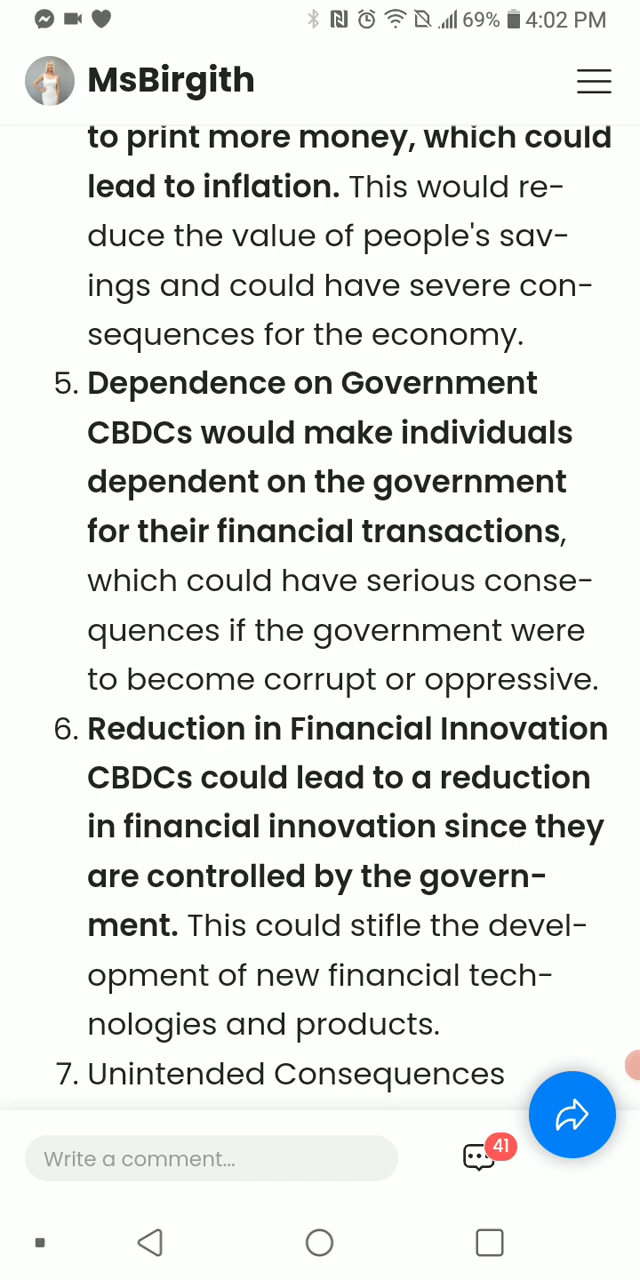 69% 4:02 PM
MsBirgith
to print more money, which could
lead to inflation. This would re-
duce the value of people's sav-
ings and could have severe con-
sequences for the economy.
5. Dependence on Government
CBDCs would make individuals
dependent on the government
for their financial transactions,
which could have serious conse-
quences if the government were
to become corrupt or oppressive.
6. Reduction in Financial Innovation
CBDCs could lead to a reduction
in financial innovation since they
are controlled by the govern-
ment. This could stifle the devel-
opment of new financial tech-
nologies and products.
7. Unintended Consequences
Write a comment...
41